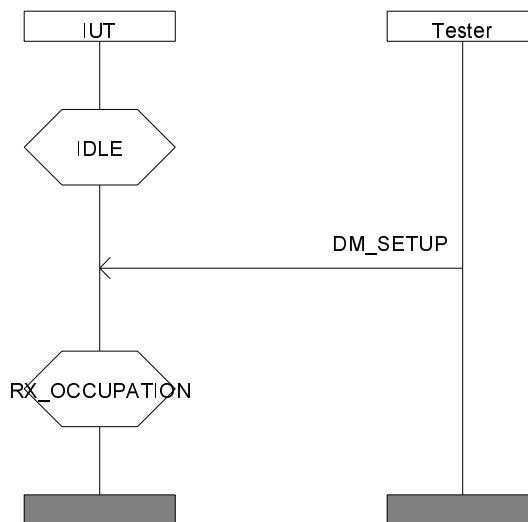 IUT
Tester
IDLE
DM_SETUP
RX_OCCUPATION